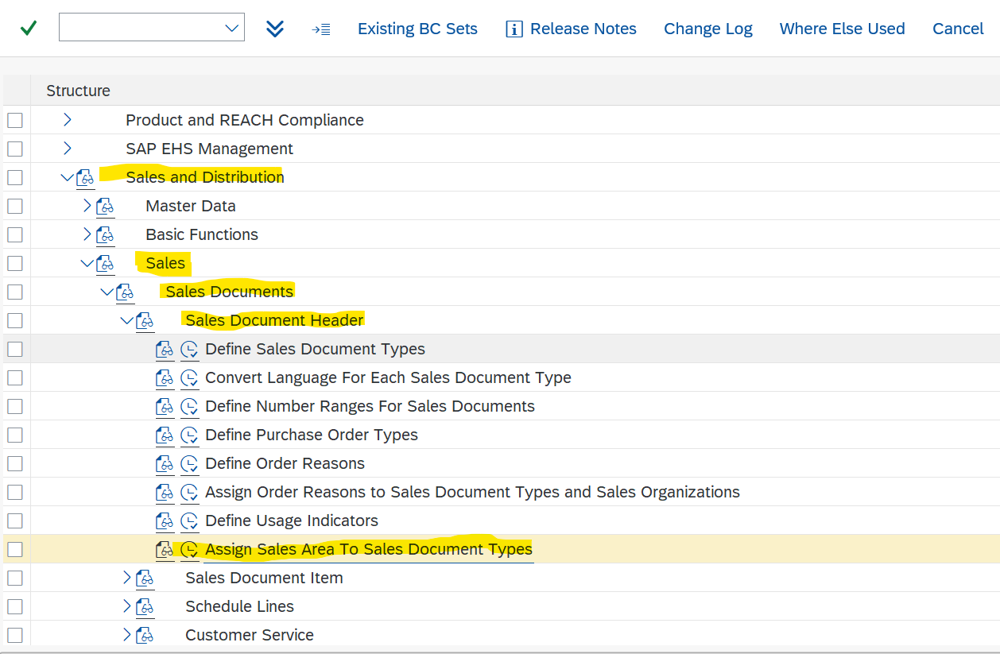 Existing BC Sets Release Notes Change Log Where Else Used Cancel
Structure
Product and REACH Compliance
SAP EHS Management
Sales and Distribution
Master Data
Basic Functions
Sales
Sales Documents
Sales Document Header
Define Sales Document Types
Convert Language For Each Sales Document Type
Define Number Ranges For Sales Documents
Define Purchase Order Types
Define Order Reasons
Assign Order Reasons to Sales Document Types and Sales Organizations
Define Usage Indicators
Assign Sales Area To Sales Document Types
Sales Document Item
Schedule Lines
Customer Service